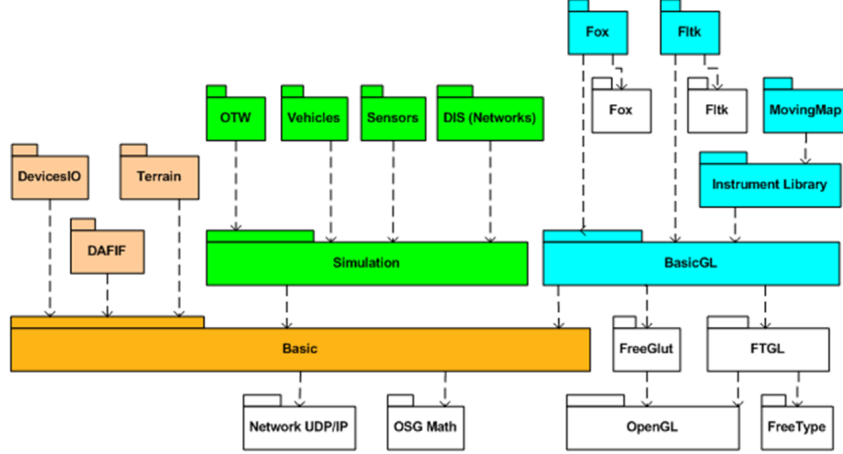 Fox
Fltk
Fox
Fltk
MovingMap
OTW
Vehicles
Sensors
DIS (Networks)
DevicesIO
Terrain
Instrument Library
DAFIF
Simulation
BasicGL
Basic
FreeGlut
FTGL
Network UDP/IP
OSG Math
OpenGL
FreeType